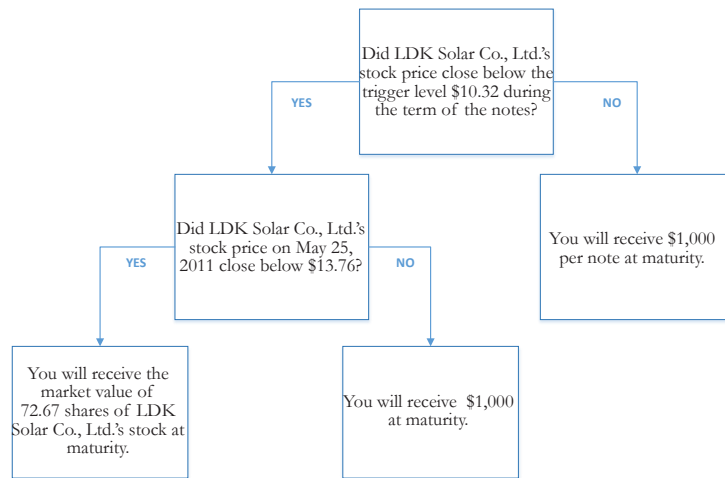 Did LDK Solar Co., Ltd.'s
stock price close below the
trigger level $10.32 during
the term of the notes?
YES
NO
Did LDK Solar Co., Ltd.'s
stock price on May 25,
2011 close below $13.76?
You will receive $1,000
per note at maturity.
YES
NO
You will receive the
market value of
72.67 shares of LDK
Solar Co., Ltd.'s stock at
maturity.
You will receive $1,000
at maturity.